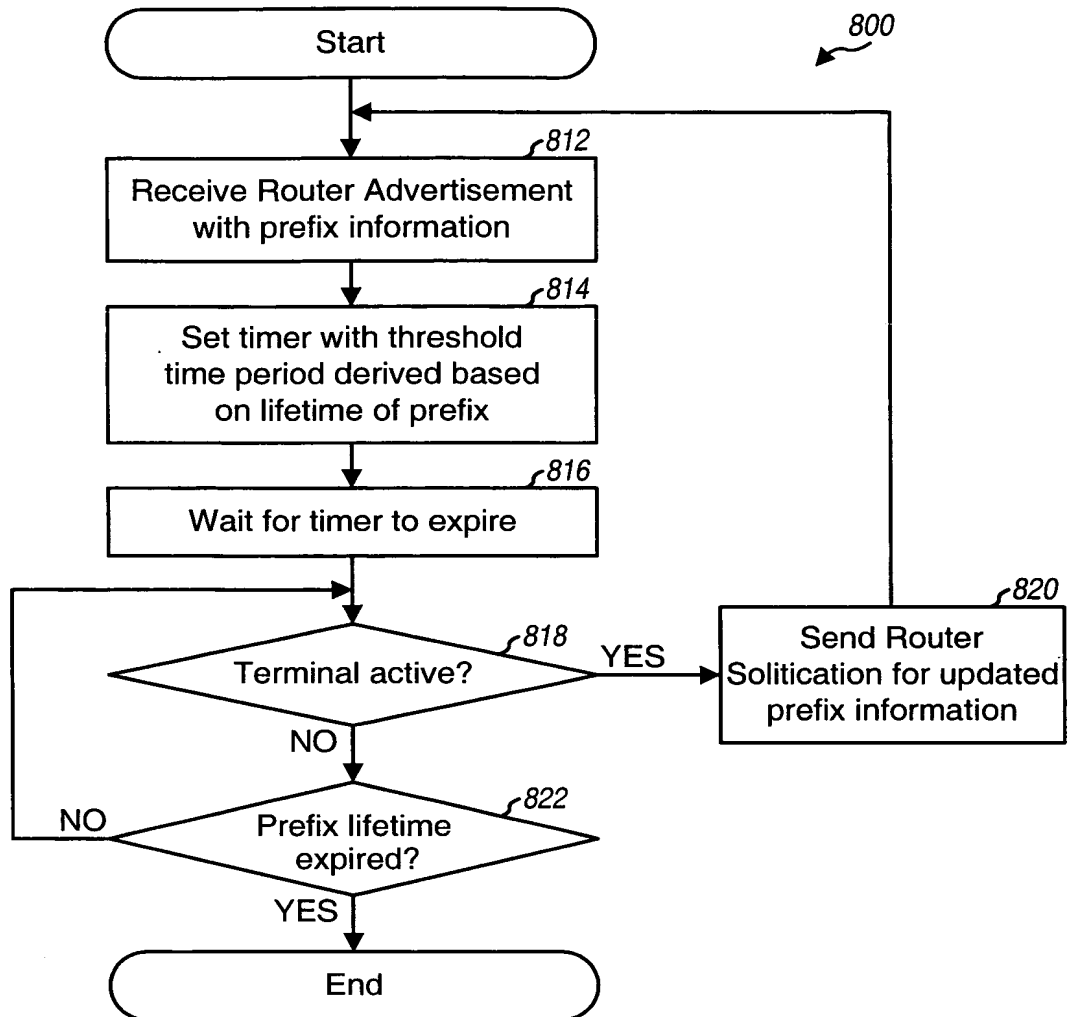 Start
800
812
Receive Router Advertisement
with prefix information
814
Set timer with threshold
time period derived based
on lifetime of prefix
816
Wait for timer to expire
818
Terminal active?
YES
820
Send Router
Solitication for updated
prefix information
NO
822
Prefix lifetime
expired?
NO
YES
End